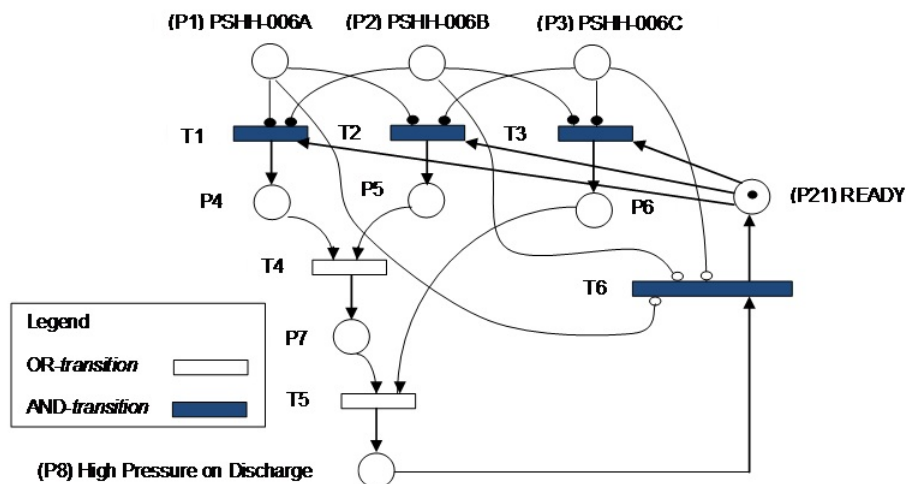 (P1) PSHH-006A
(P2) PSHH-006B
(P3) PSHH-006C
T1
T2
T3
P4
P5
P6
(P21) READY
T4
T6
Legend
OR-transition
AND-transition
P7
T5
(P8) High Pressure on Discharge